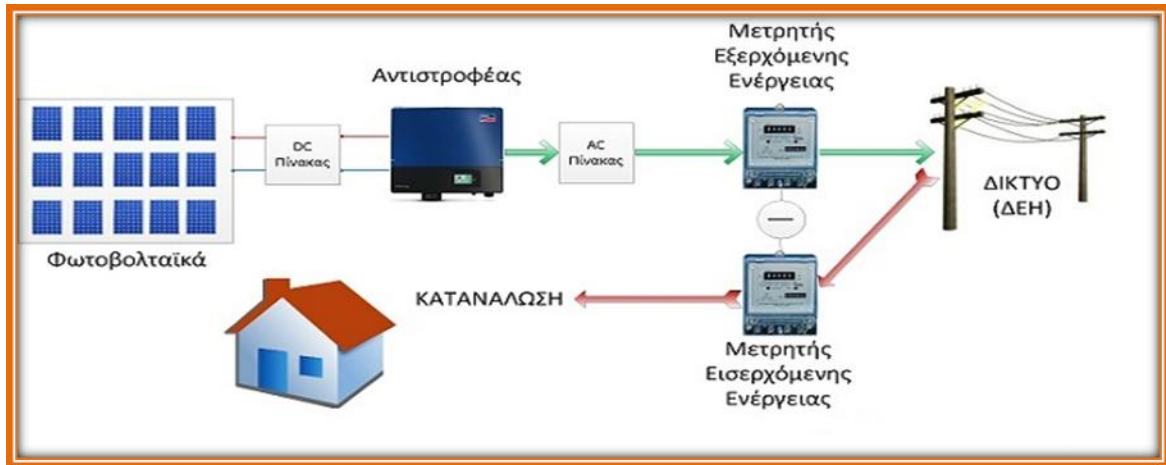 Μετρητής
Εξερχόμενης
Ενέργειας
Αντιστροφέας
DC
Πίνακας
AC
Πίνακας
ΔΙΚΤΥΟ
(ΔΕΗ)
Φωτοβολταϊκά
ΚΑΤΑΝΑΛΩΣΗ
Μετρητής
Εισερχόμενης
Ενέργειας